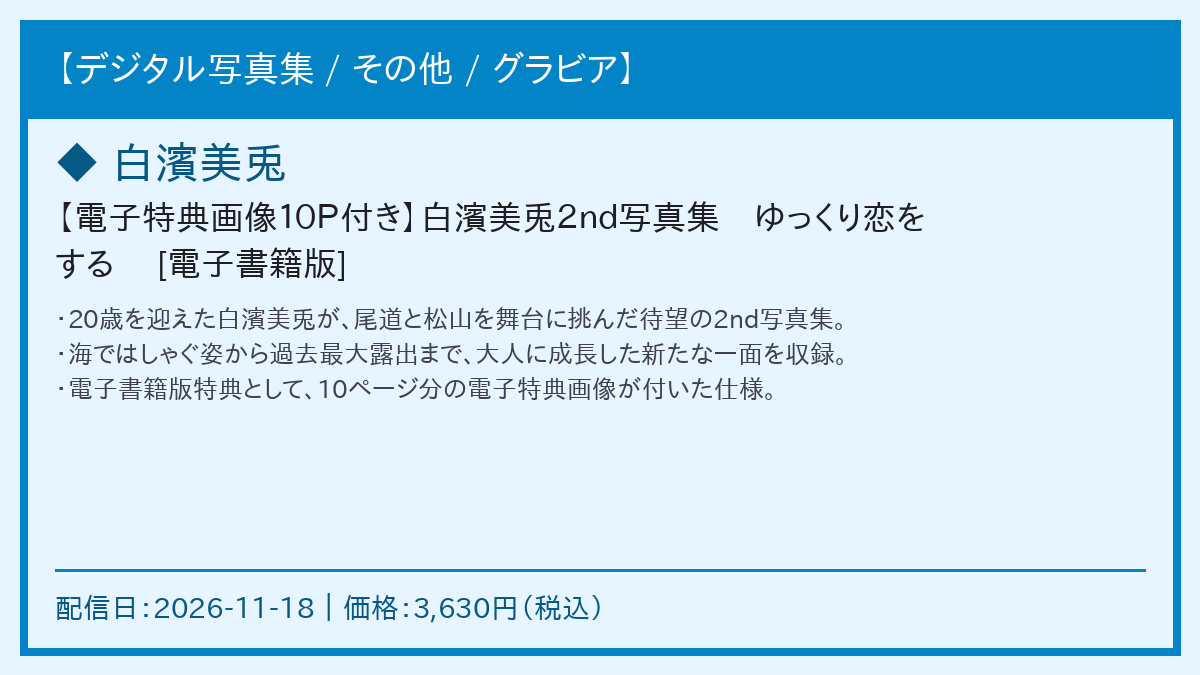 【デジタル写真集 / その他 / グラビア】
◆ 白濱美兎
【電子特典画像10P付き】白濱美兎2nd写真集　ゆっくり恋を
する　[電子書籍版]
・20歳を迎えた白濱美兎が、尾道と松山を舞台に挑んだ待望の2nd写真集。
・海ではしゃぐ姿から過去最大露出まで、大人に成長した新たな一面を収録。
・電子書籍版特典として、10ページ分の電子特典画像が付いた仕様。
配信日：2026-11-18｜価格：3,630円（税込）